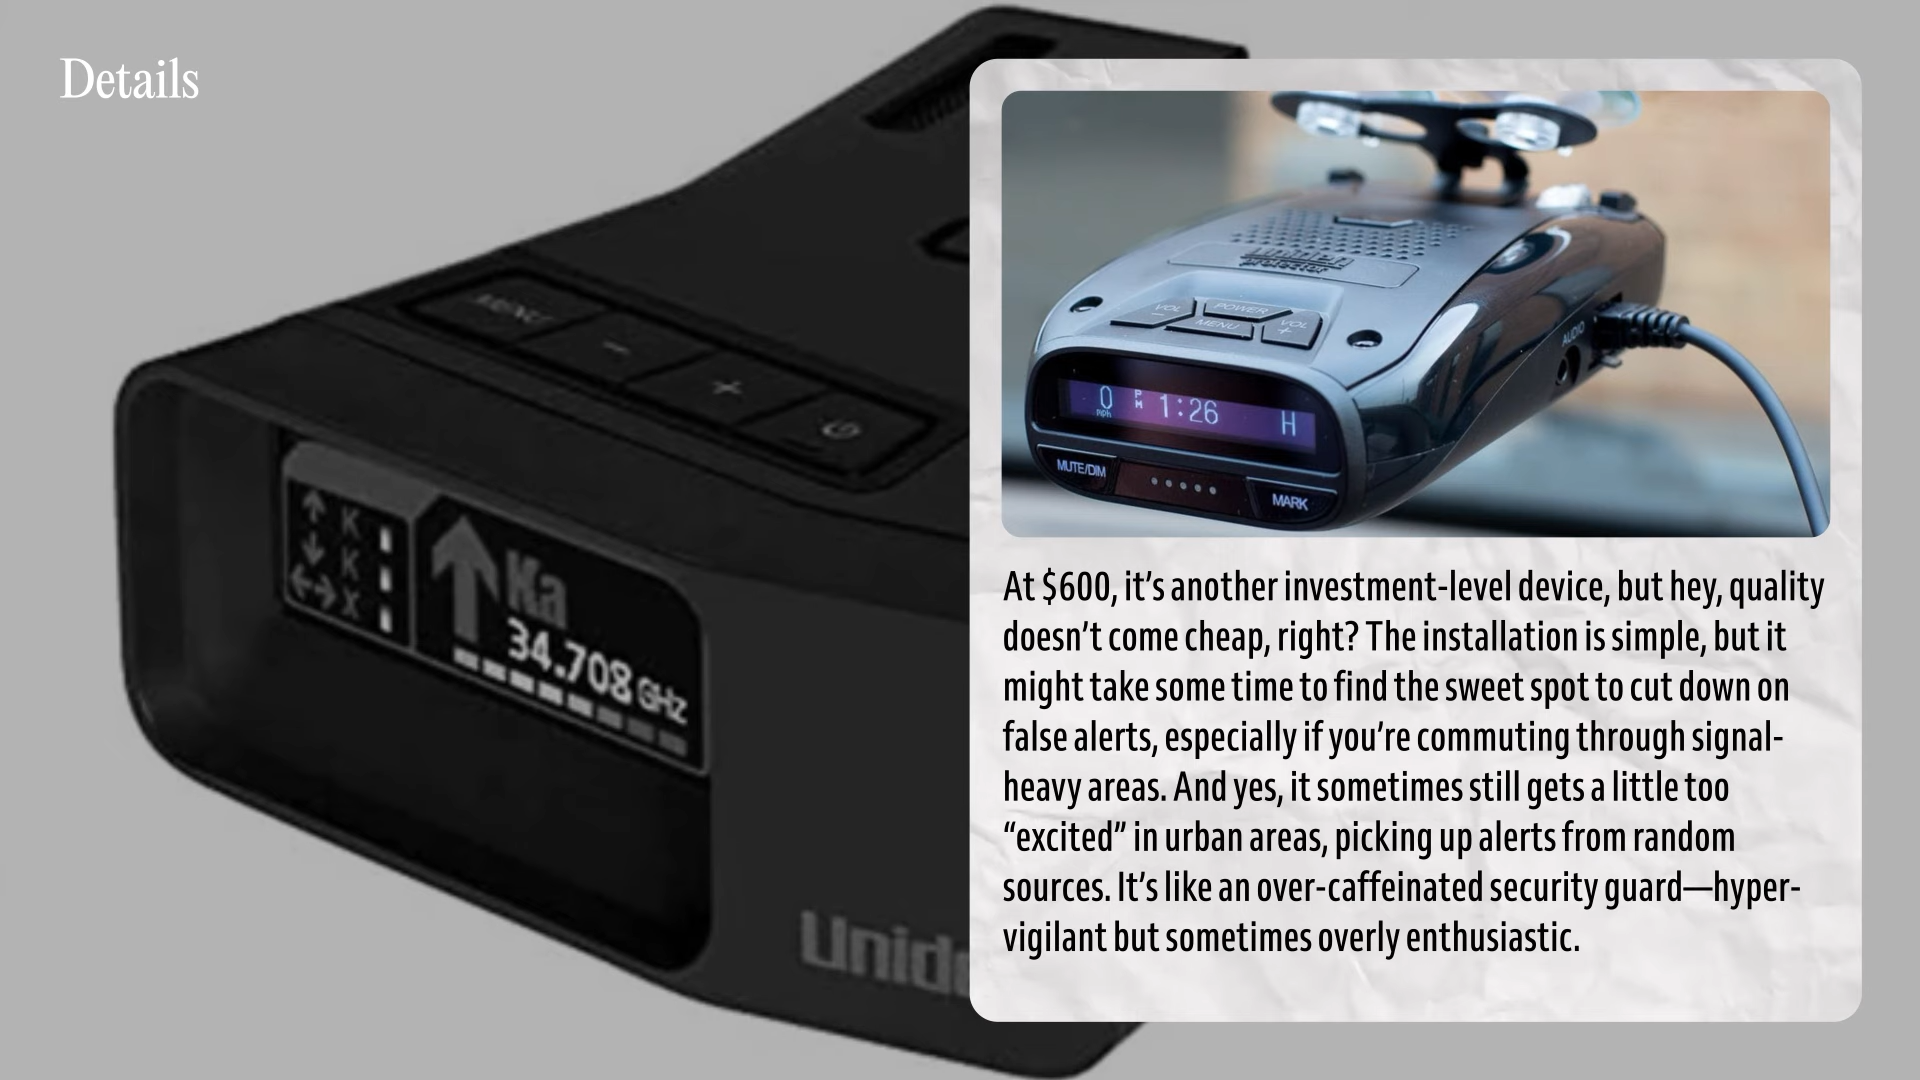 Details
MENU
-
+
K
K
X
Ka
34.708 GHz
Unide
uniden
protector
VOL
-
POWER
MENU
VOL
+
AUDIO
0
mph
PM
1:26
H
MUTE/DIM
MARK
At $600, it’s another investment-level device, but hey, quality
doesn’t come cheap, right? The installation is simple, but it
might take some time to find the sweet spot to cut down on
false alerts, especially if you’re commuting through signal-
heavy areas. And yes, it sometimes still gets a little too
“excited” in urban areas, picking up alerts from random
sources. It’s like an over-caffeinated security guard—hyper-
vigilant but sometimes overly enthusiastic.